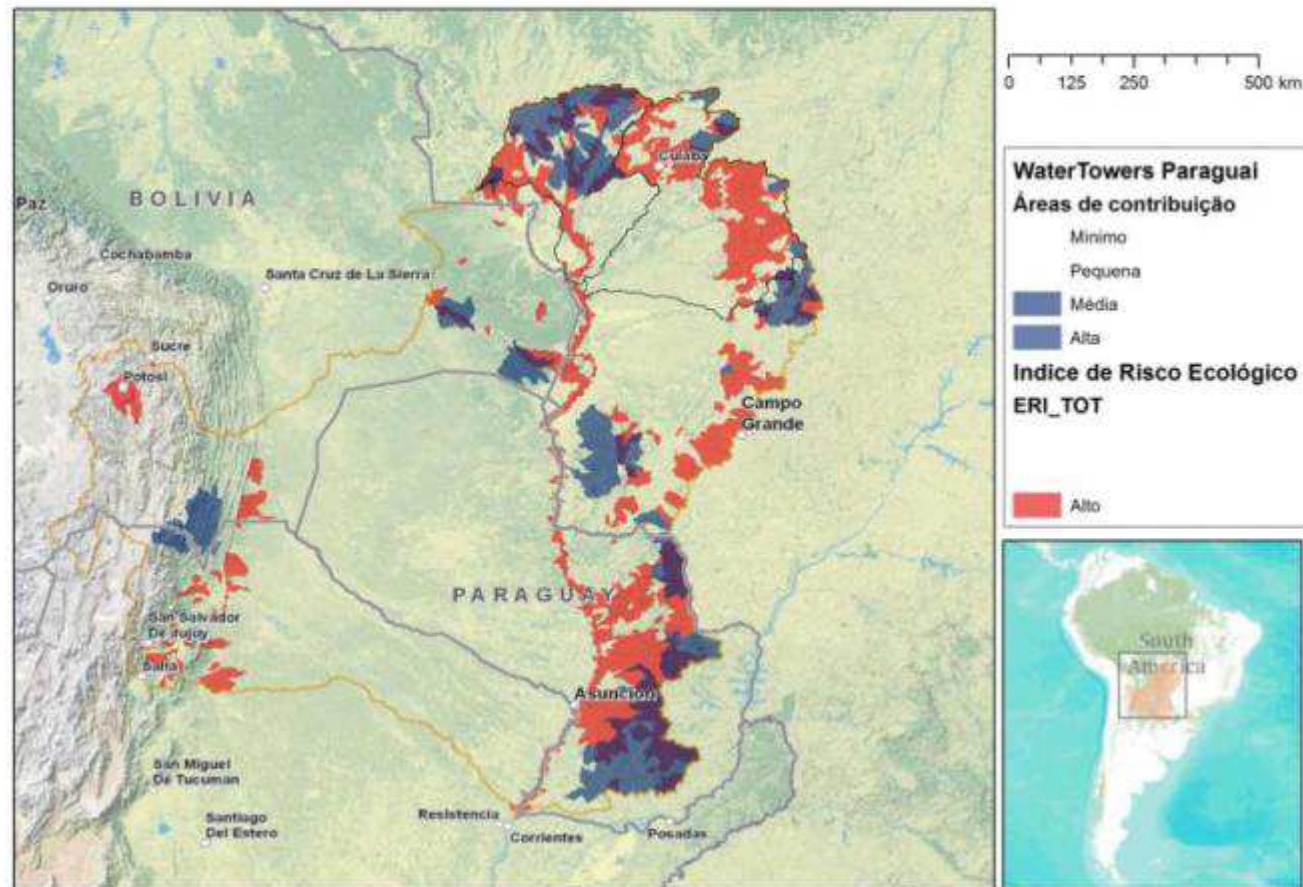 BOLIVIA
Paz
Cochabamba
Oruro
Santa Cruz de La Sierra
Sucre
Potosí
Cuiabá
Campo
Grande
PARAGUAY
San Salvador
De Jujuy
Salta
Asunción
San Miguel
De Tucuman
Santiago
Del Estero
Resistencia
Corrientes
Posadas
0 125 250 500 km
WaterTowers Paraguai
Áreas de contribuição
Minimo
Pequena
Média
Alta
Indice de Risco Ecológico
ERI_TOT
Alto
South
America